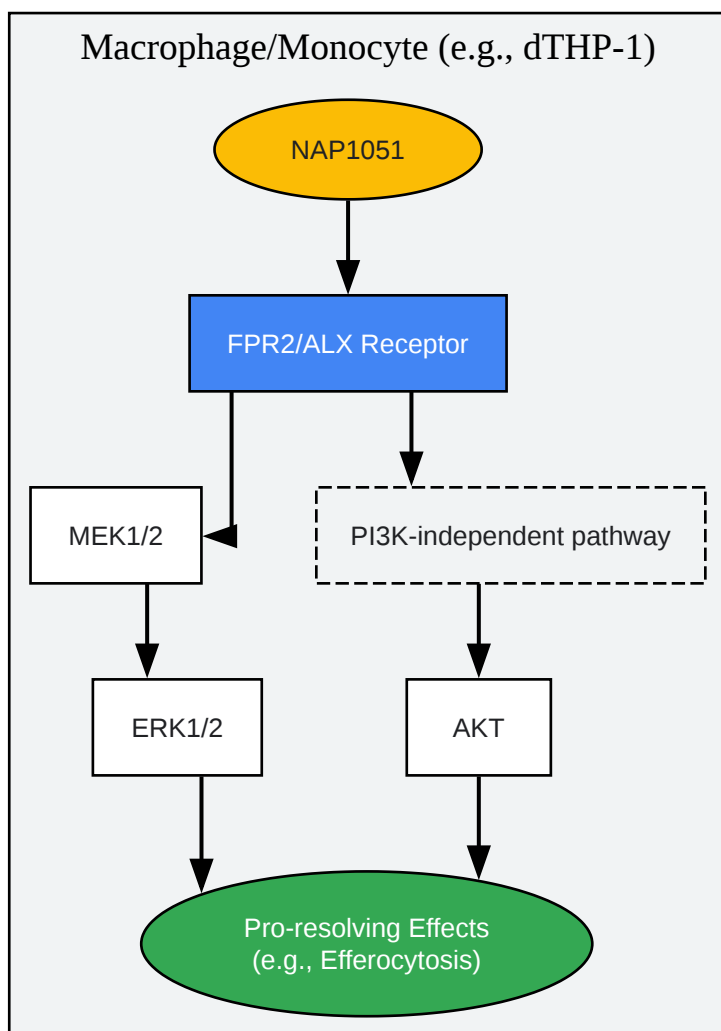 Macrophage/Monocyte (e.g., dTHP-1)
NAP1051
FPR2/ALX Receptor
MEK1/2
PI3K-independent pathway
ERK1/2
AKT
Pro-resolving Effects
(e.g., Efferocytosis)